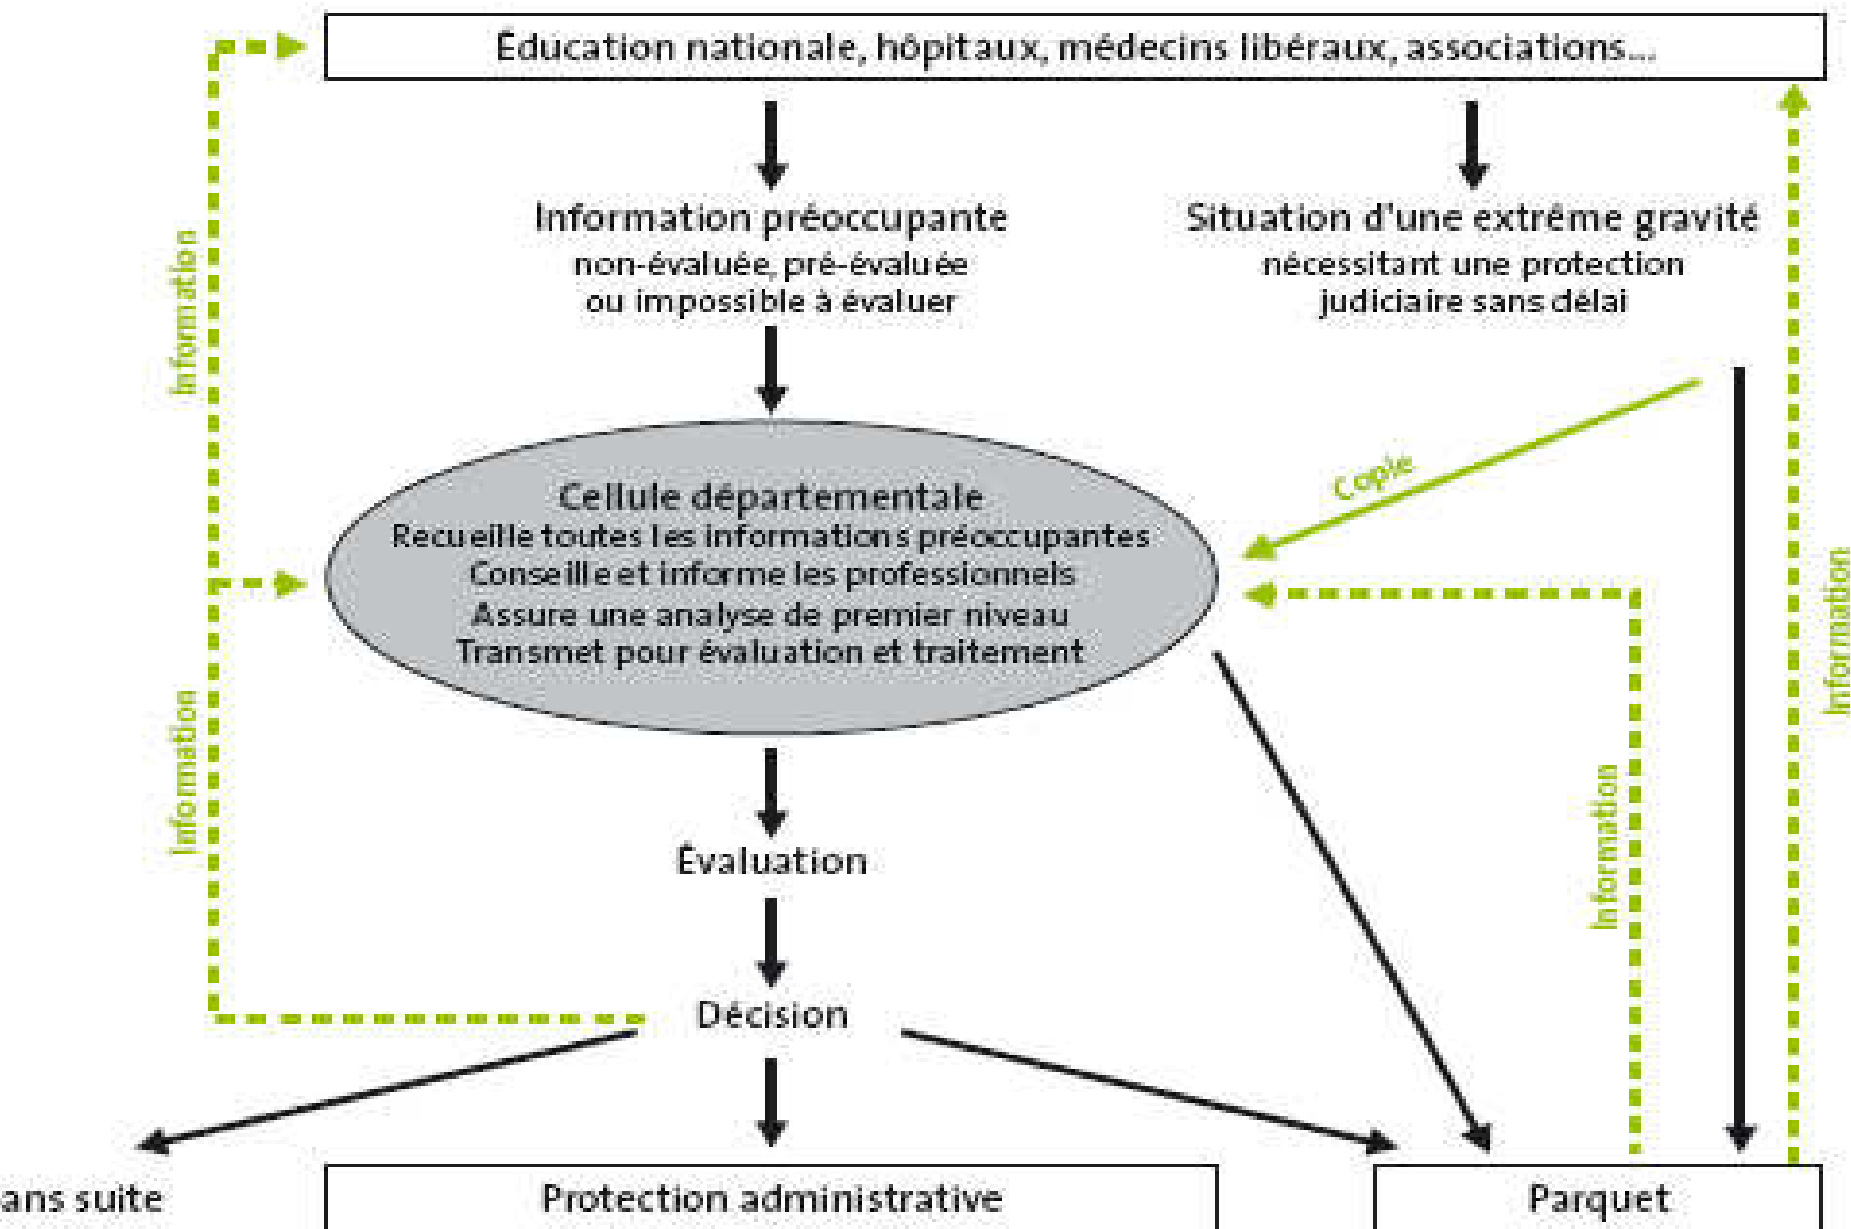 Éducation nationale, hôpitaux, médecins libéraux, associations...
Information préoccupante
non-évaluée, pré-évaluée
ou impossible à évaluer
Situation d'une extrême gravité
nécessitant une protection
judiciaire sans délai
Information
Copie
Cellule départementale
Recueille toutes les informations préoccupantes
Conseille et informe les professionnels
Assure une analyse de premier niveau
Transmet pour évaluation et traitement
Information
Information
Information
Évaluation
Décision
ans suite
Protection administrative
Parquet